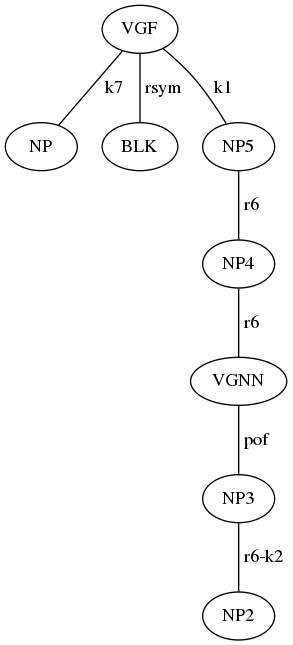 VGF
k7 rsym k1
NP BLK NP5
r6
NP4
r6
VGNN
pof
NP3
r6-k2
NP2